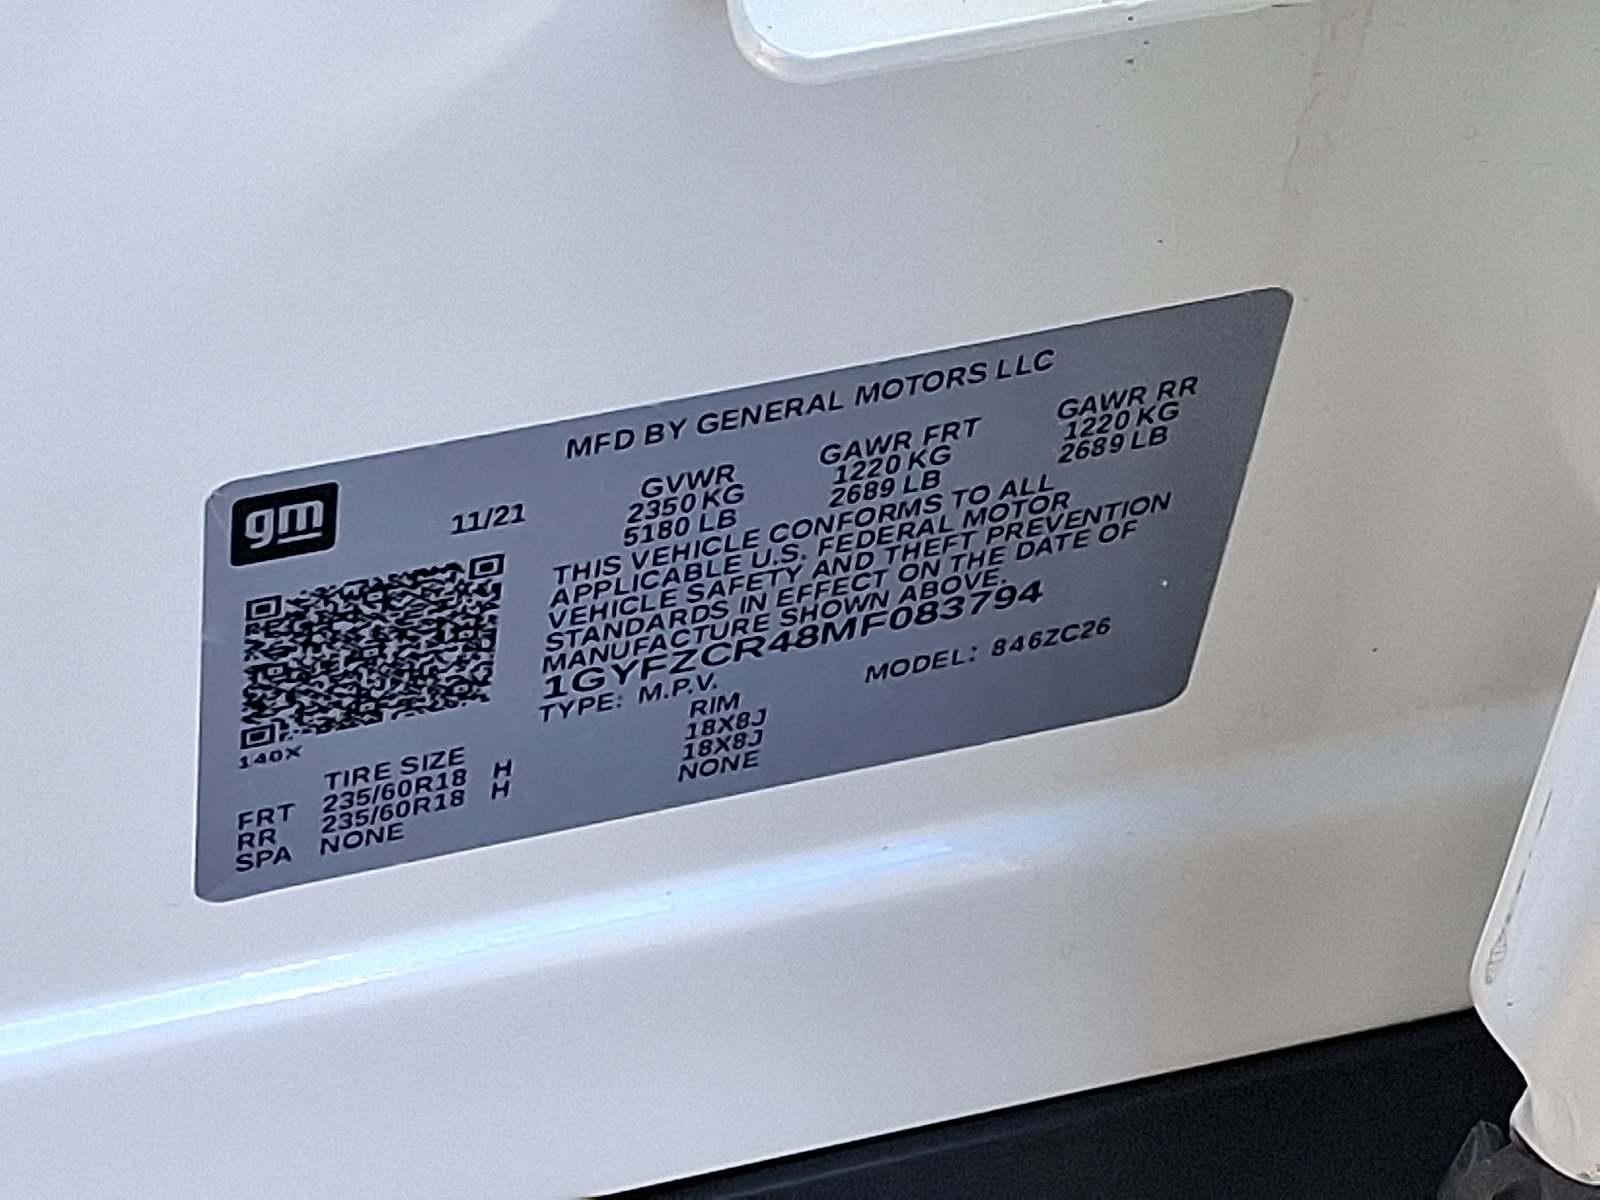 MFD BY GENERAL MOTORS LLC
gm
11/21
GVWR GAWR FRT GAWR RR
2350 KG 1220 KG 1220 KG
5180 LB 2689 LB 2689 LB
THIS VEHICLE CONFORMS TO ALL
APPLICABLE U.S. FEDERAL MOTOR
VEHICLE SAFETY AND THEFT PREVENTION
STANDARDS IN EFFECT ON THE DATE OF
MANUFACTURE SHOWN ABOVE.
1GYFZCR48MF083794
TYPE: M.P.V. MODEL: 846ZC26
140X
TIRE SIZE RIM
FRT 235/60R18 H 18X8J
RR 235/60R18 H 18X8J
SPA NONE NONE